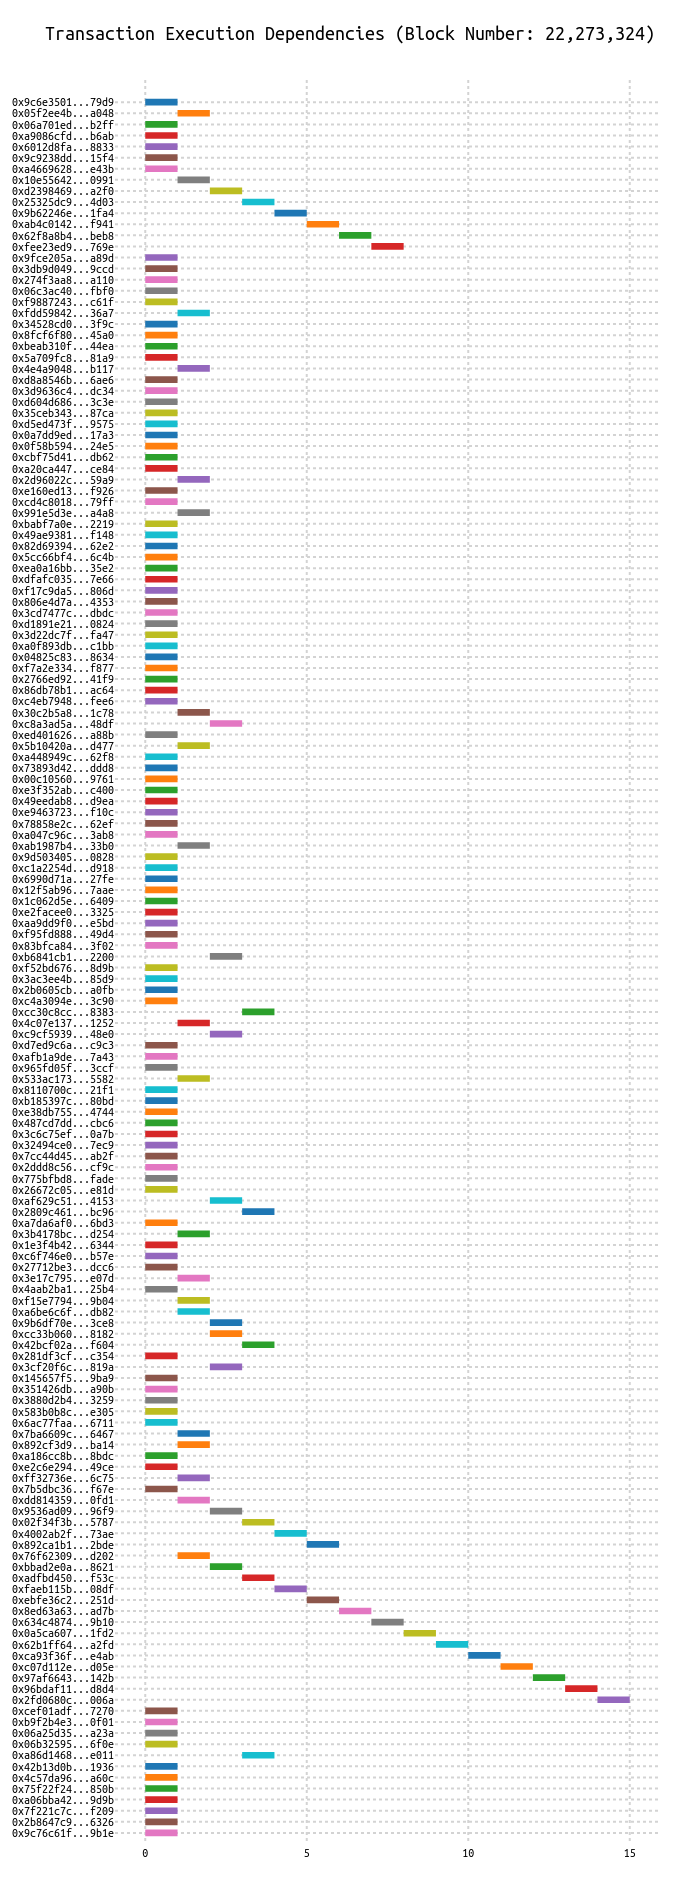 Transaction Execution Dependencies (Block Number: 22,273,324)
0x9c6e3501...79d9
0x05f2ee4b...a048
0x06a701ed...b2ff
0xa9086cfd...b6ab
0x6012d8fa...8833
0x9c9238dd...15f4
0xa4669628...e43b
0x10e55642...0991
0xd2398469...a2f0
0x25325dc9...4d03
0x9b62246e...1fa4
0xab4c0142...f941
0x62f8a8b4...beb8
0xfee23ed9...769e
0x9fce205a...a89d
0x3db9d049...9ccd
0x274f3aa8...a110
0x06c3ac40...fbf0
0xf9887243...c61f
0xfdd59842...36a7
0x34528cd0...3f9c
0x8fcf6f80...45a0
0xbeab310f...44ea
0x5a709fc8...81a9
0x4e4a9048...b117
0xd8a8546b...6ae6
0x3d9636c4...dc34
0xd604d686...3c3e
0x35ceb343...87ca
0xd5ed473f...9575
0x0a7dd9ed...17a3
0x0f58b594...24e5
0xcbf75d41...db62
0xa20ca447...ce84
0x2d96022c...59a9
0xe160ed13...f926
0xcd4c8018...79ff
0x991e5d3e...a4a8
0xbabf7a0e...2219
0x49ae9381...f148
0x82d69394...62e2
0x5cc66bf4...6c4b
0xea0a16bb...35e2
0xdfafc035...7e66
0xf17c9da5...806d
0x806e4d7a...4353
0x3cd7477c...dbdc
0xd1891e21...0824
0x3d22dc7f...fa47
0xa0f893db...c1bb
0x04825c83...8634
0xf7a2e334...f877
0x2766ed92...41f9
0x86db78b1...ac64
0xc4eb7948...fee6
0x30c2b5a8...1c78
0xc8a3ad5a...48df
0xed401626...a88b
0x5b10420a...d477
0xa448949c...62f8
0x73893d42...ddd8
0x00c10560...9761
0xe3f352ab...c400
0x49eedab8...d9ea
0xe9463723...f10c
0x78858e2c...62ef
0xa047c96c...3ab8
0xab1987b4...33b0
0x9d503405...0828
0xc1a2254d...d918
0x6990d71a...27fe
0x12f5ab96...7aae
0x1c062d5e...6409
0xe2facee0...3325
0xaa9dd9f0...e5bd
0xf95fd888...49d4
0x83bfca84...3f02
0xb6841cb1...2200
0xf52bd676...8d9b
0x3ac3ee4b...85d9
0x2b0605cb...a0fb
0xc4a3094e...3c90
0xcc30c8cc...8383
0x4c07e137...1252
0xc9cf5939...48e0
0xd7ed9c6a...c9c3
0xafb1a9de...7a43
0x965fd05f...3ccf
0x533ac173...5582
0x8110700c...21f1
0xb185397c...80bd
0xe38db755...4744
0x487cd7dd...cbc6
0x3c6c75ef...0a7b
0x32494ce0...7ec9
0x7cc44d45...ab2f
0x2ddd8c56...cf9c
0x775bfbd8...fade
0x26672c05...e81d
0xaf629c51...4153
0x2809c461...bc96
0xa7da6af0...6bd3
0x3b4178bc...d254
0x1e3f4b42...6344
0xc6f746e0...b57e
0x27712be3...dcc6
0x3e17c795...e07d
0x4aab2ba1...25b4
0xf15e7794...9b04
0xa6be6c6f...db82
0x9b6df70e...3ce8
0xcc33b060...8182
0x42bcf02a...f604
0x281df3cf...c354
0x3cf20f6c...819a
0x145657f5...9ba9
0x351426db...a90b
0x3880d2b4...3259
0x583b0b8c...e305
0x6ac77faa...6711
0x7ba6609c...6467
0x892cf3d9...ba14
0xa186cc8b...8bdc
0xe2c6e294...49ce
0xff32736e...6c75
0x7b5dbc36...f67e
0xdd814359...0fd1
0x9536ad09...96f9
0x02f34f3b...5787
0x4002ab2f...73ae
0x892ca1b1...2bde
0x76f62309...d202
0xbbad2e0a...8621
0xadfbd450...f53c
0xfaeb115b...08df
0xebfe36c2...251d
0x8ed63a63...ad7b
0x634c4874...9b10
0x0a5ca607...1fd2
0x62b1ff64...a2fd
0xca93f36f...e4ab
0xc07d112e...d05e
0x97af6643...142b
0x96bdaf11...d8d4
0x2fd0680c...006a
0xcef01adf...7270
0xb9f2b4e3...0f01
0x06a25d35...a23a
0x06b32595...6f0e
0xa86d1468...e011
0x42b13d0b...1936
0x4c57da96...a60c
0x75f22f24...850b
0xa06bba42...9d9b
0x7f221c7c...f209
0x2b8647c9...6326
0x9c76c61f...9b1e
0 5 10 15